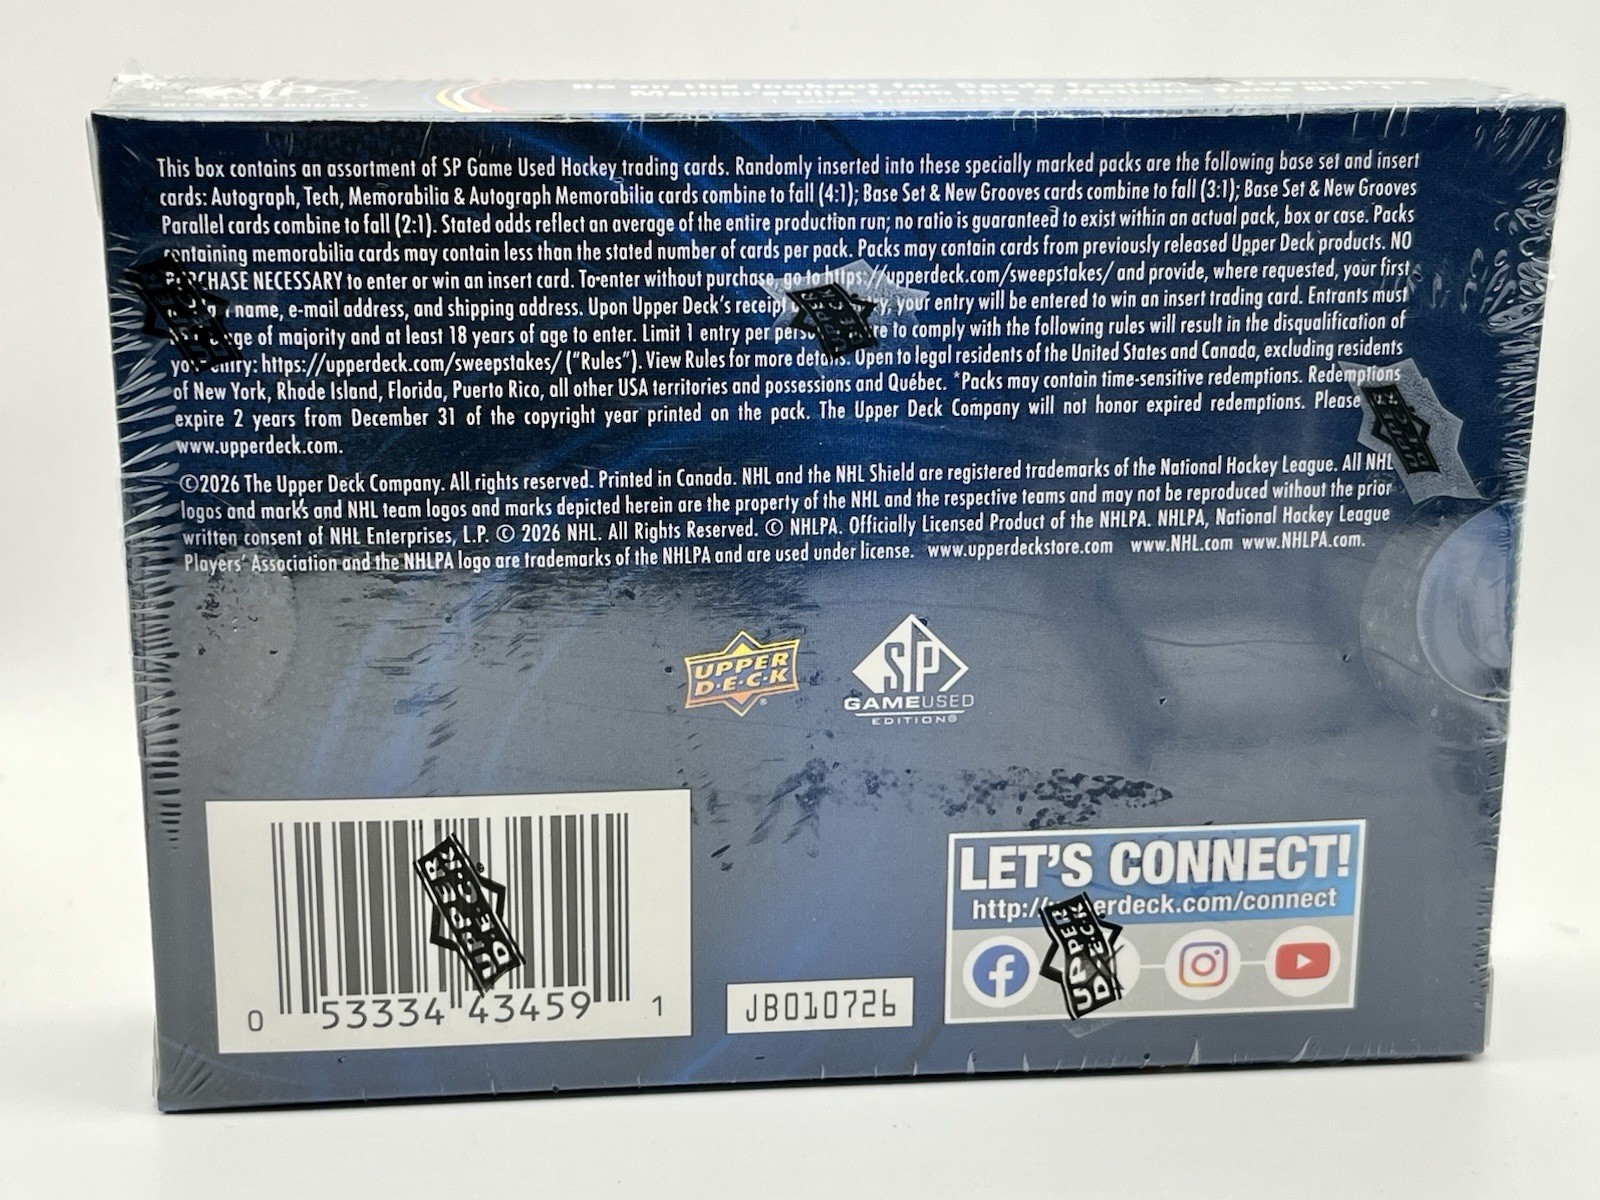 Memorabilia from the 4 Nations Face Off
This box contains an assortment of SP Game Used Hockey trading cards. Randomly inserted into these specially marked packs are the following base set and insert
cards: Autograph, Tech, Memorabilia & Autograph Memorabilia cards combine to fall (4:1); Base Set & New Grooves cards combine to fall (3:1); Base Set & New Grooves
Parallel cards combine to fall (2:1). Stated odds reflect an average of the entire production run; no ratio is guaranteed to exist within an actual pack, box or case. Packs
containing memorabilia cards may contain less than the stated number of cards per pack. Packs may contain cards from previously released Upper Deck products. NO
PURCHASE NECESSARY to enter or win an insert card. To enter without purchase, go to https://upperdeck.com/sweepstakes/ and provide, where requested, your first
name, e-mail address, and shipping address. Upon Upper Deck's receipt your entry will be entered to win an insert trading card. Entrants must
of majority and at least 18 years of age to enter. Limit 1 entry per to comply with the following rules will result in the disqualification of
your entry: https://upperdeck.com/sweepstakes/ ("Rules"). View Rules for more details. Open to legal residents of the United States and Canada, excluding residents
of New York, Rhode Island, Florida, Puerto Rico, all other USA territories and possessions and Québec. *Packs may contain time-sensitive redemptions. Redemptions
expire 2 years from December 31 of the copyright year printed on the pack. The Upper Deck Company will not honor expired redemptions. Please
www.upperdeck.com.
©2026 The Upper Deck Company. All rights reserved. Printed in Canada. NHL and the NHL Shield are registered trademarks of the National Hockey League. All NHL
logos and marks and NHL team logos and marks depicted herein are the property of the NHL and the respective teams and may not be reproduced without the prior
written consent of NHL Enterprises, L.P. © 2026 NHL. All Rights Reserved. © NHLPA. Officially Licensed Product of the NHLPA. NHLPA, National Hockey League
Players' Association and the NHLPA logo are trademarks of the NHLPA and are used under license. www.upperdeckstore.com www.NHL.com www.NHLPA.com.
UPPER
D•E•C•K
SP
GAMEUSED
EDITION®
LET'S CONNECT!
http://upperdeck.com/connect
UPPER
DECK
UPPER
DECK
0 53334 43459 1
JB010726